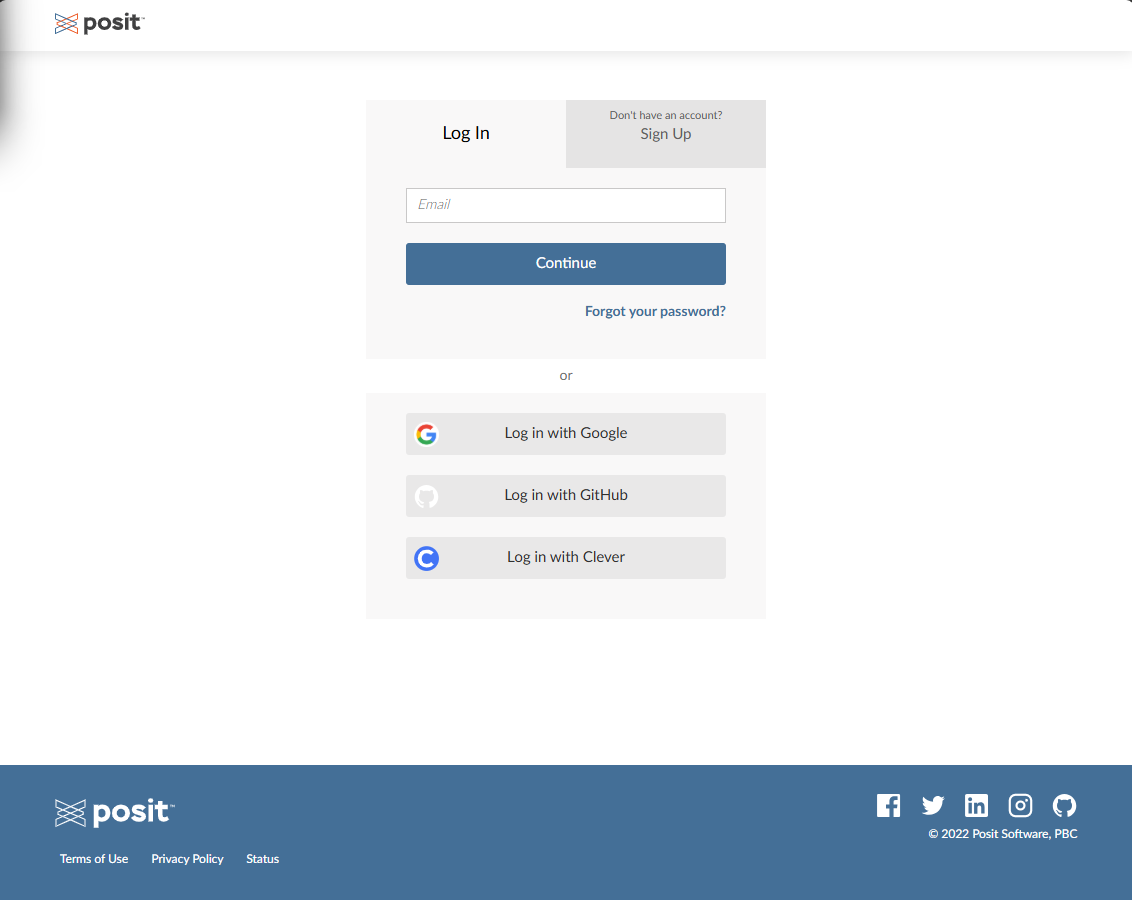 posit™
Log In
Don't have an account?
Sign Up
Email
Continue
Forgot your password?
or
Log in with Google
Log in with GitHub
Log in with Clever
posit™
Terms of Use Privacy Policy Status
© 2022 Posit Software, PBC